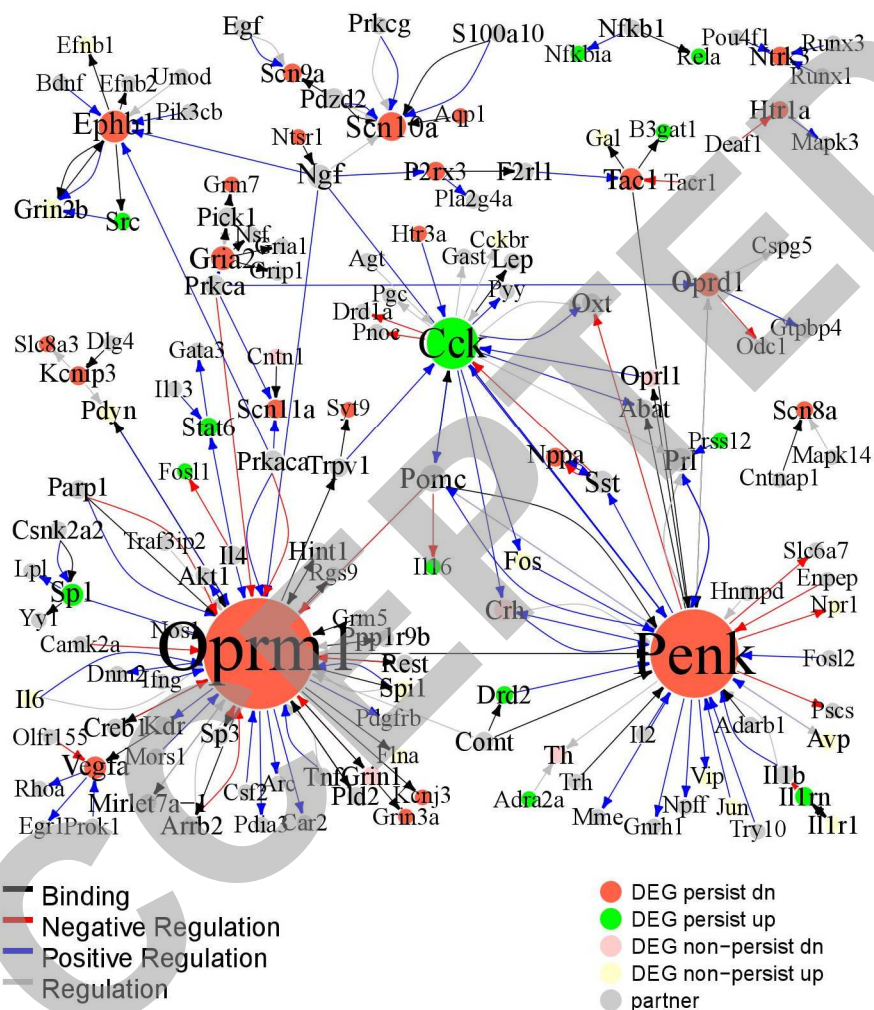 Egf
Prkcg
S100a10
Nfkb1
Efnb1
Nfkbia
Rela
Pou4f1
Runx3
Ntrk3
Runx1
Bdnf
Efnb2
Umod
Scn9a
Pdzd2
Pik3cb
Ephb1
Scn10a
Aqp1
Htr1a
Ntsr1
Gal
B3gat1
Deaf1
Mapk3
Ngf
P2rx3
F2rl1
Tac1
Tacr1
Grm7
Pla2g4a
Grin2b
Src
Pick1
Nsf
Gria1
Htr3a
Cckbr
Cspg5
Gria2
Grip1
Agt
Gast
Lep
Prkca
Pgc
Pyy
Oxt
Oprd1
Drd1a
Pnoc
Cck
Gtpbp4
Odc1
Slc8a3
Dlg4
Gata3
Cntn1
Kcnip3
Oprl1
Il13
Pdyn
Scn11a
Syt9
Abat
Scn8a
Stat6
Prss12
Fosl1
Prkaca
Trpv1
Nppa
Prl
Mapk14
Pomc
Sst
Cntnap1
Parp1
Csnk2a2
Traf3ip2
Il4
Hint1
Il16
Fos
Slc6a7
Lpl
Akt1
Rgs9
Hnrnpd
Enpep
Sp1
Crh
Npr1
Yy1
Nos1
Grm5
Camk2a
Oprm1
Ppp1r9b
Penk
Fosl2
Dnm2
Ifng
Rest
Il6
Spi1
Drd2
Pscs
Creb1
Kdr
Pdgfrb
Adarb1
Olfr155
Sp3
Comt
Il2
Avp
Vegfa
Mors1
Flna
Th
Rhoa
Tnf
Grin1
Trh
Vip
Il1b
Mirlet7a-1
Csf2
Arc
Pld2
Kcnj3
Adra2a
Npff
Jun
Il1rn
Egr1
Prok1
Arrb2
Pdia3
Car2
Grin3a
Mme
Gnrh1
Try10
Il1r1
Binding
Negative Regulation
Positive Regulation
Regulation
DEG persist dn
DEG persist up
DEG non-persist dn
DEG non-persist up
partner